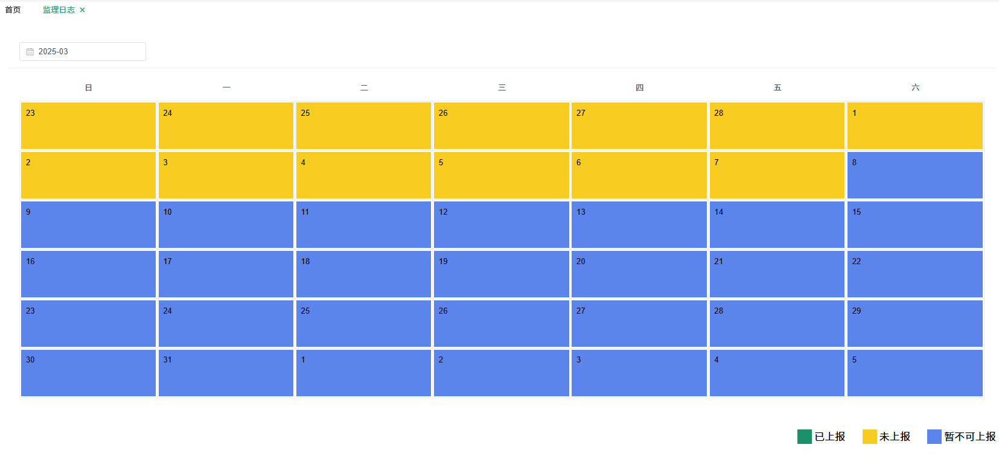 首页 监理日志 ✕
2025-03
日 一 二 三 四 五 六
23 24 25 26 27 28 1
2 3 4 5 6 7 8
9 10 11 12 13 14 15
16 17 18 19 20 21 22
23 24 25 26 27 28 29
30 31 1 2 3 4 5
已上报 未上报 暂不可上报